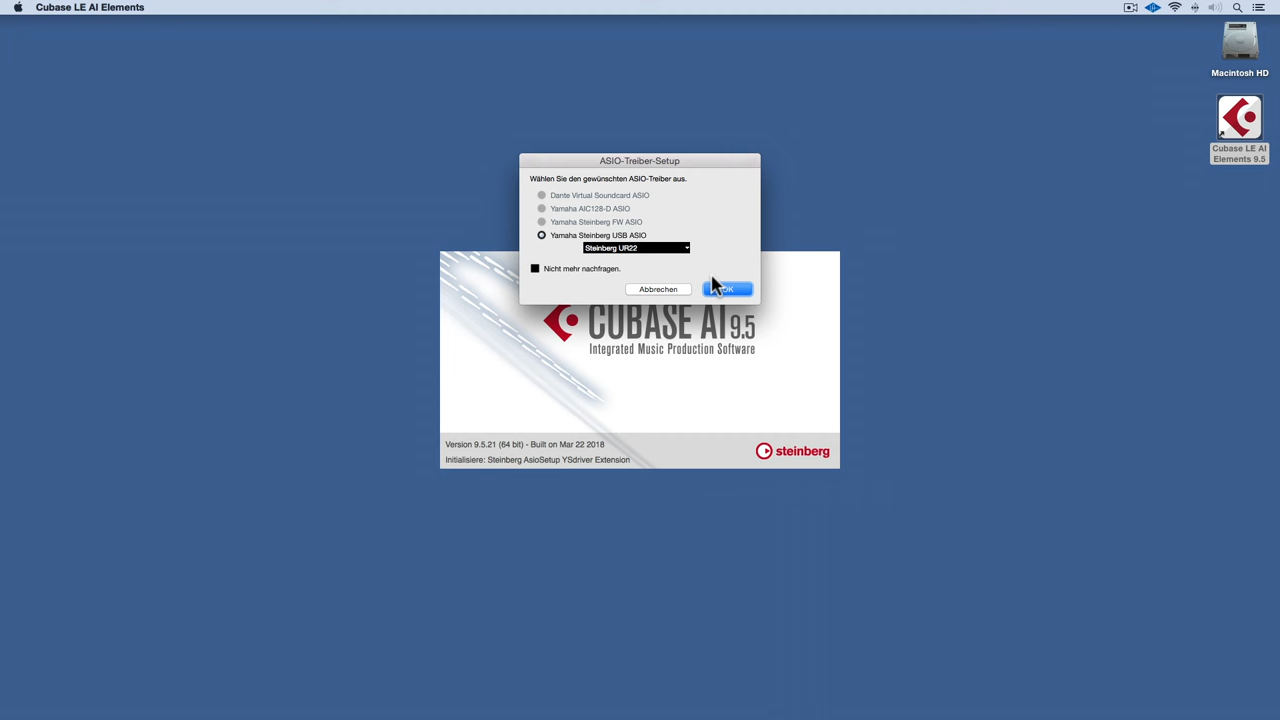 Cubase LE AI Elements
Macintosh HD
Cubase LE AI
Elements 9.5
ASIO-Treiber-Setup
Wählen Sie den gewünschten ASIO-Treiber aus.
Dante Virtual Soundcard ASIO
Yamaha AIC128-D ASIO
Yamaha Steinberg FW ASIO
Yamaha Steinberg USB ASIO
Steinberg UR22
Nicht mehr nachfragen.
Abbrechen
OK
CUBASE AI 9.5
Integrated Music Production Software
Version 9.5.21 (64 bit) - Built on Mar 22 2018
Initialisiere: Steinberg AsioSetup YSdriver Extension
steinberg